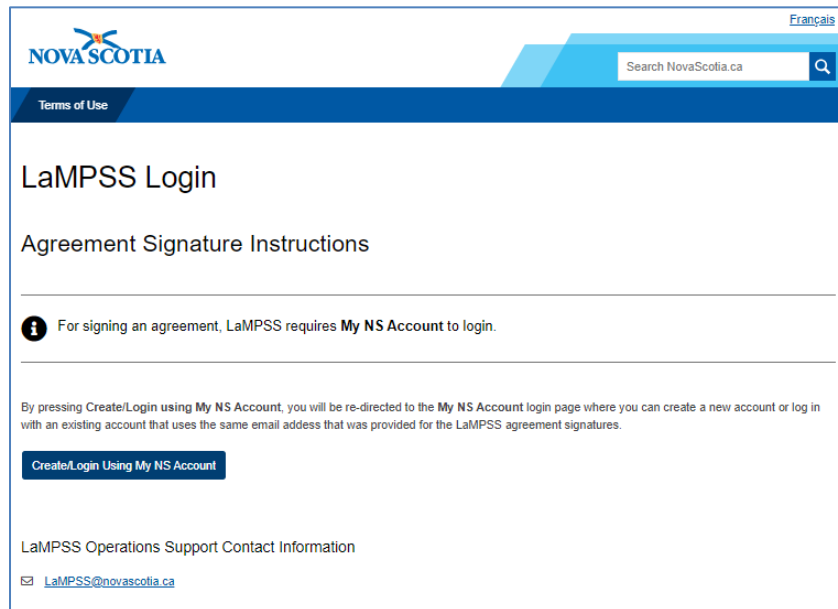 Français
NOVA SCOTIA
Search NovaScotia.ca
Terms of Use
LaMPSS Login
Agreement Signature Instructions
For signing an agreement, LaMPSS requires My NS Account to login.
By pressing Create/Login using My NS Account, you will be re-directed to the My NS Account login page where you can create a new account or log in
with an existing account that uses the same email addess that was provided for the LaMPSS agreement signatures.
Create/Login Using My NS Account
LaMPSS Operations Support Contact Information
LaMPSS@novascotia.ca